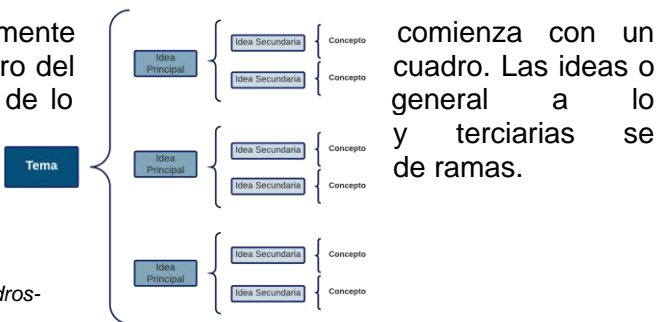 mente comienza con un
ro del cuadro. Las ideas o
de lo general a lo
y terciarias se
de ramas.
Tema
Idea
Principal
Idea Secundaria
Concepto
Idea Secundaria
Concepto
Idea
Principal
Idea Secundaria
Concepto
Idea Secundaria
Concepto
Idea
Principal
Idea Secundaria
Concepto
Idea Secundaria
Concepto
dros-